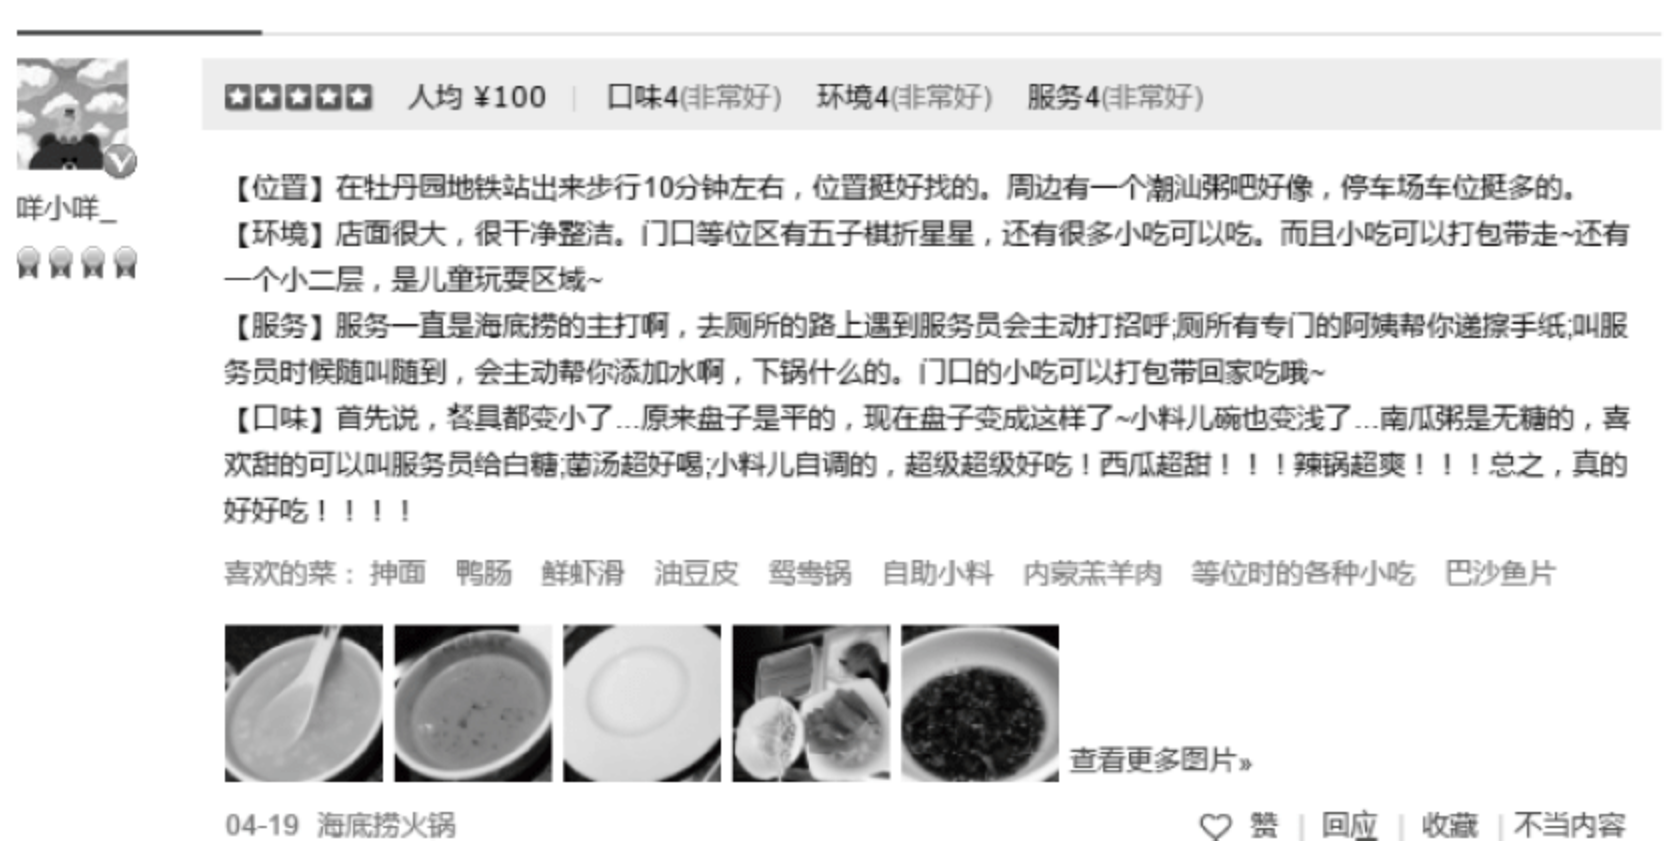 人均 ¥100 | 口味4(非常好) 环境4(非常好) 服务4(非常好)
咩小咩_
【位置】在牡丹园地铁站出来步行10分钟左右，位置挺好找的。周边有一个潮汕粥吧好像，停车场车位挺多的。
【环境】店面很大，很干净整洁。门口等位区有五子棋折星星，还有很多小吃可以吃。而且小吃可以打包带走~还有
一个小二层，是儿童玩耍区域~
【服务】服务一直是海底捞的主打啊，去厕所的路上遇到服务员会主动打招呼;厕所有专门的阿姨帮你递擦手纸;叫服
务员时候随叫随到，会主动帮你添加水啊，下锅什么的。门口的小吃可以打包带回家吃哦~
【口味】首先说，餐具都变小了...原来盘子是平的，现在盘子变成这样了~小料儿碗也变浅了...南瓜粥是无糖的，喜
欢甜的可以叫服务员给白糖;菌汤超好喝;小料儿自调的，超级超级好吃！西瓜超甜！！！辣锅超爽！！！总之，真的
好好吃！！！！
喜欢的菜： 抻面 鸭肠 鲜虾滑 油豆皮 鸳鸯锅 自助小料 内蒙羔羊肉 等位时的各种小吃 巴沙鱼片
查看更多图片»
04-19 海底捞火锅
赞 | 回应 | 收藏 | 不当内容